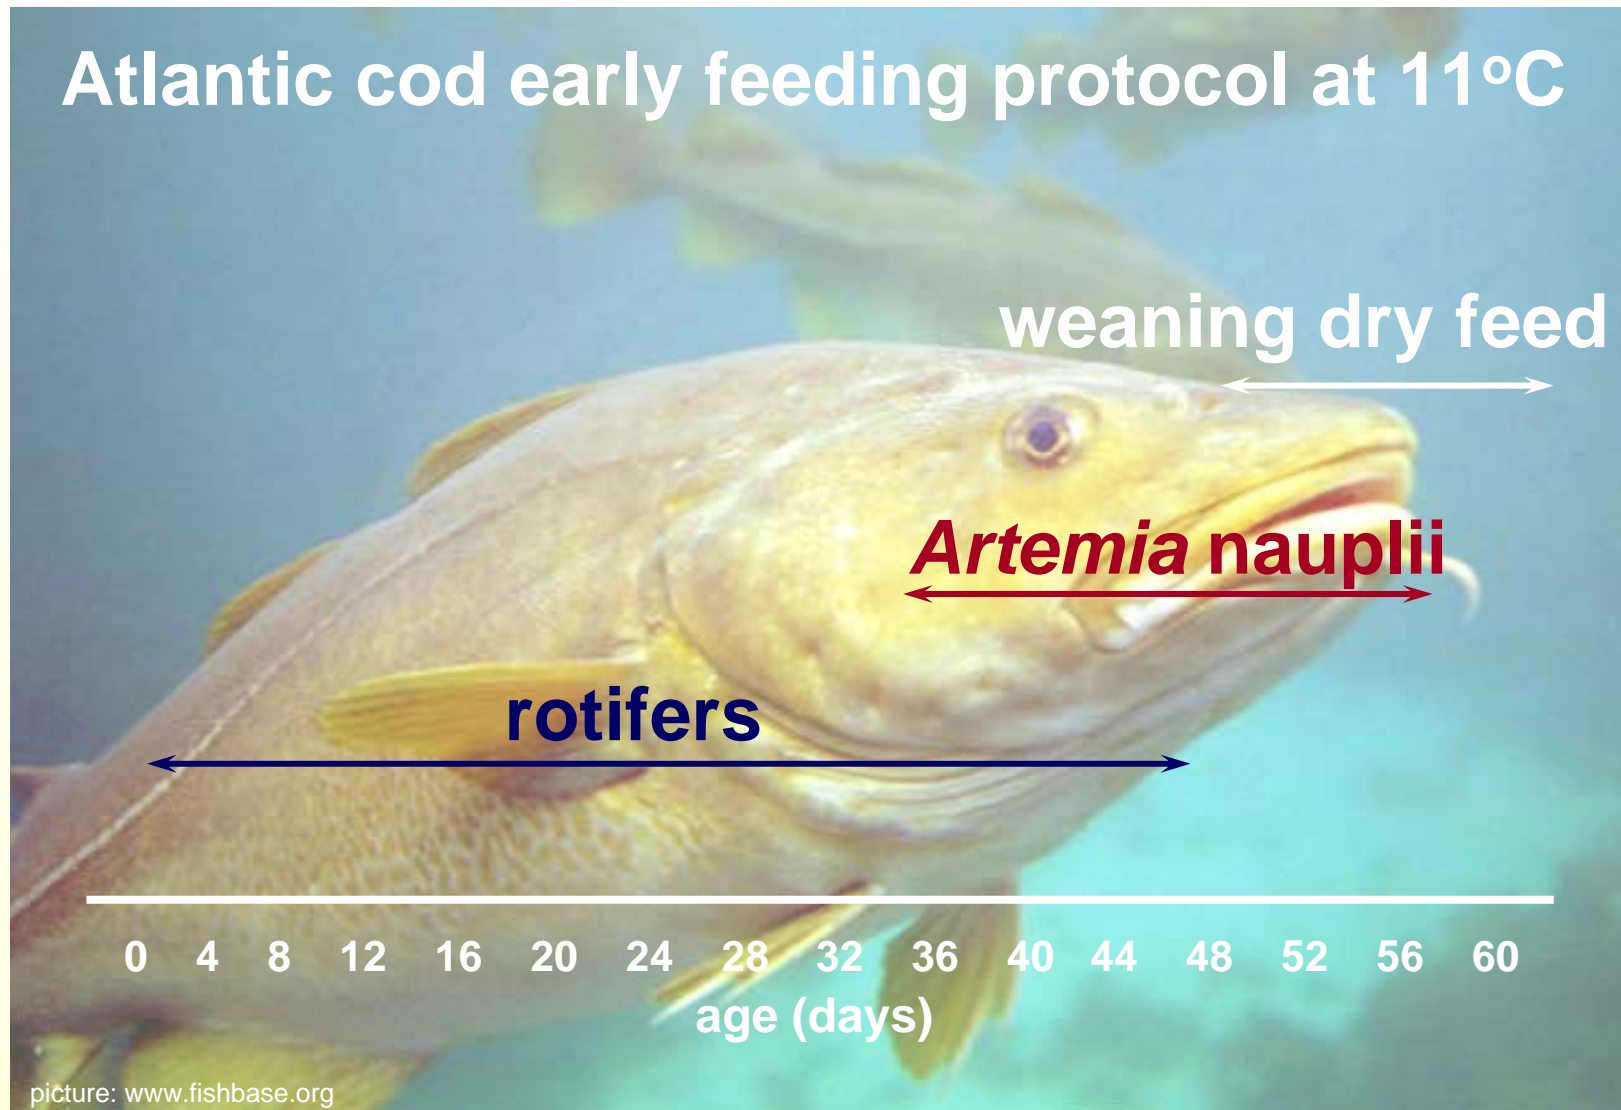 Atlantic cod early feeding protocol at 11°C
weaning dry feed
Artemia nauplii
rotifers
0 4 8 12 16 20 24 28 32 36 40 44 48 52 56 60
age (days)
picture: www.fishbase.org